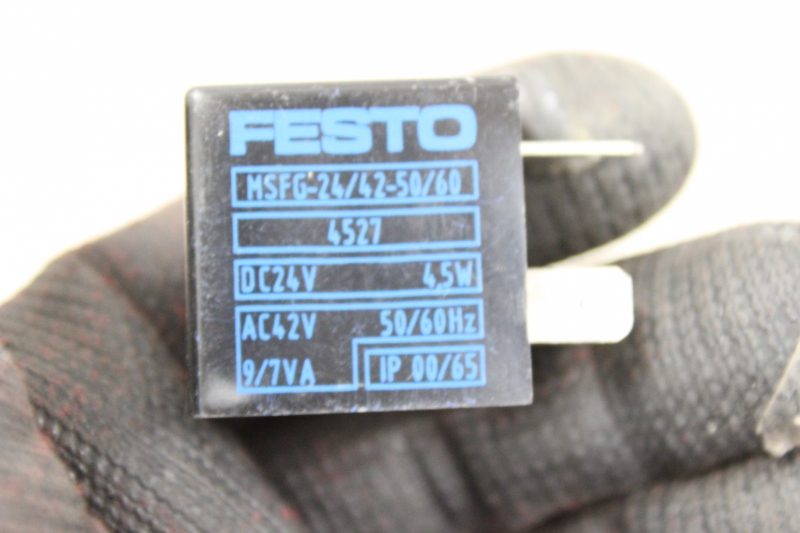 FESTO
MSFG-24/42-50/60
4527
DC24V 4,5W
AC42V 50/60Hz
9/7VA IP 00/65